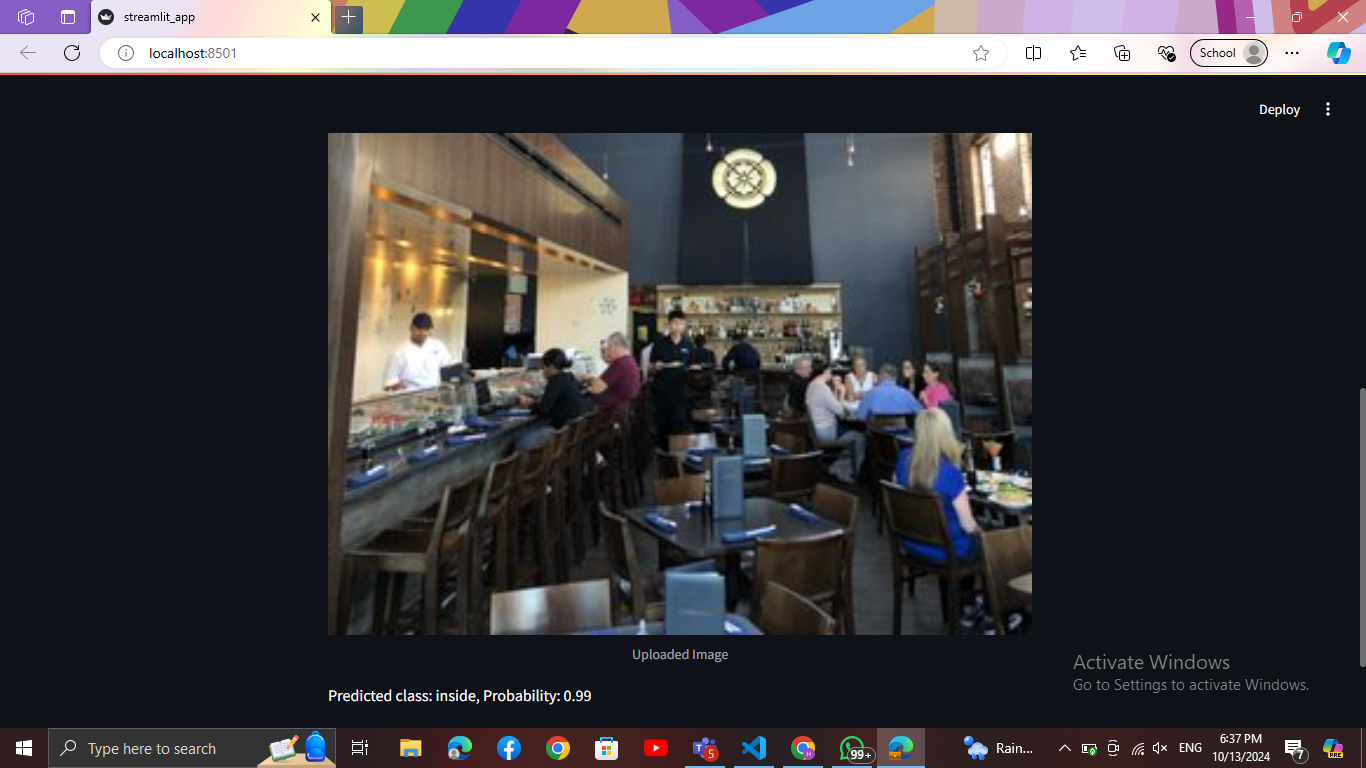 streamlit_app
localhost:8501
School
Deploy
Uploaded Image
Predicted class: inside, Probability: 0.99
Activate Windows
Go to Settings to activate Windows.
Type here to search
5
99+
Rain...
ENG
6:37 PM
10/13/2024
7
PRE